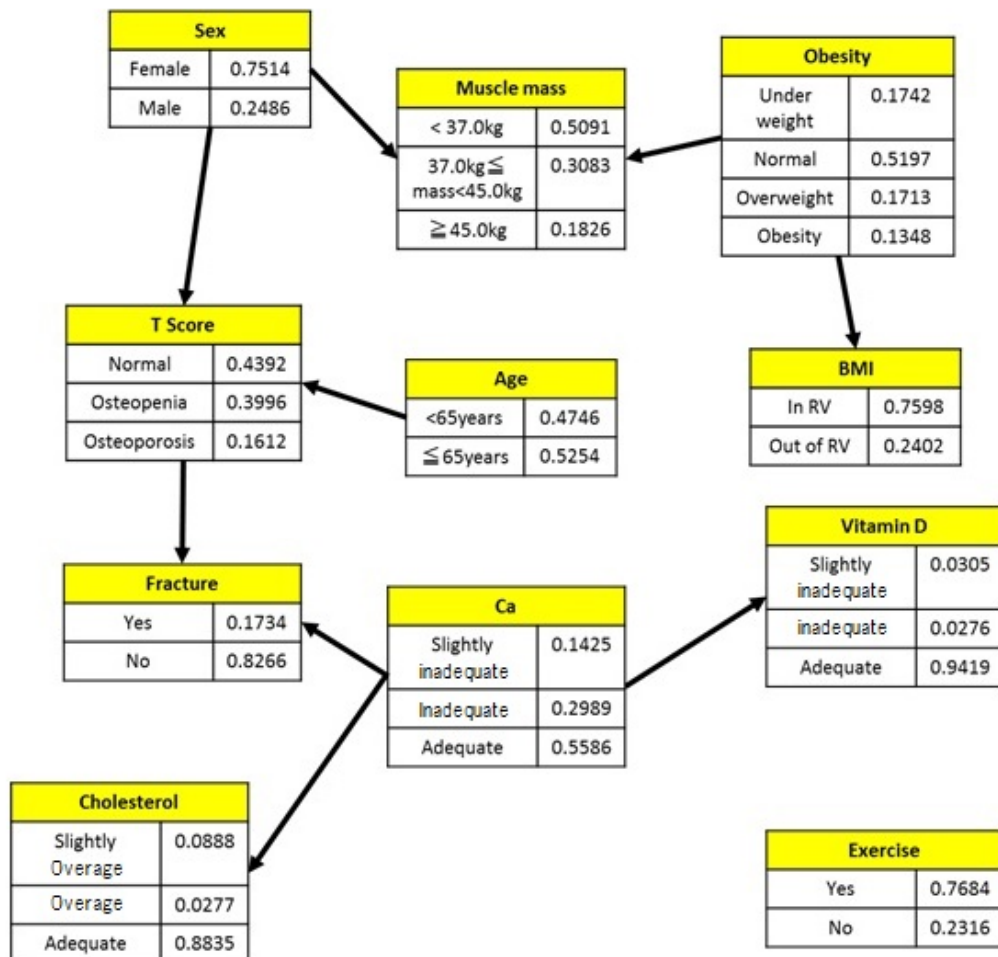 Sex
Female 0.7514
Male 0.2486
Muscle mass
< 37.0kg 0.5091
37.0kg≦ 0.3083
mass<45.0kg
≧ 45.0kg 0.1826
Obesity
Under 0.1742
weight
Normal 0.5197
Overweight 0.1713
Obesity 0.1348
T Score
Normal 0.4392
Osteopenia 0.3996
Osteoporosis 0.1612
Age
<65years 0.4746
≦ 65years 0.5254
BMI
In RV 0.7598
Out of RV 0.2402
Fracture
Yes 0.1734
No 0.8266
Ca
Slightly 0.1425
inadequate
Inadequate 0.2989
Adequate 0.5586
Vitamin D
Slightly 0.0305
inadequate
inadequate 0.0276
Adequate 0.9419
Cholesterol
Slightly 0.0888
Overage
Overage 0.0277
Adequate 0.8835
Exercise
Yes 0.7684
No 0.2316